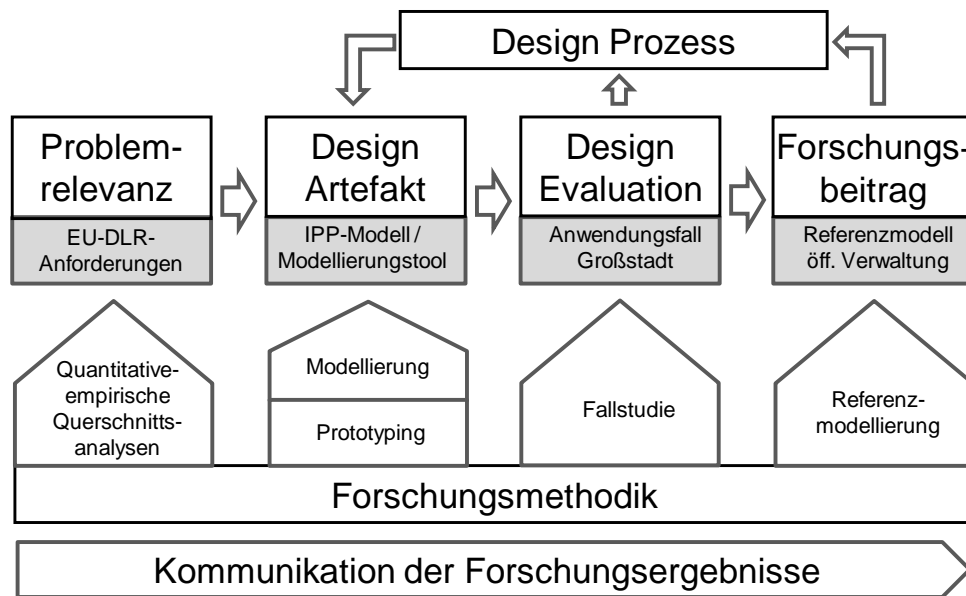 Design Prozess
Problem-
relevanz
EU-DLR-
Anforderungen
Design
Artefakt
IPP-Modell /
Modellierungstool
Design
Evaluation
Anwendungsfall
Großstadt
Forschungs-
beitrag
Referenzmodell
öff. Verwaltung
Quantitative-
empirische
Querschnitts-
analysen
Modellierung
Prototyping
Fallstudie
Referenz-
modellierung
Forschungsmethodik
Kommunikation der Forschungsergebnisse